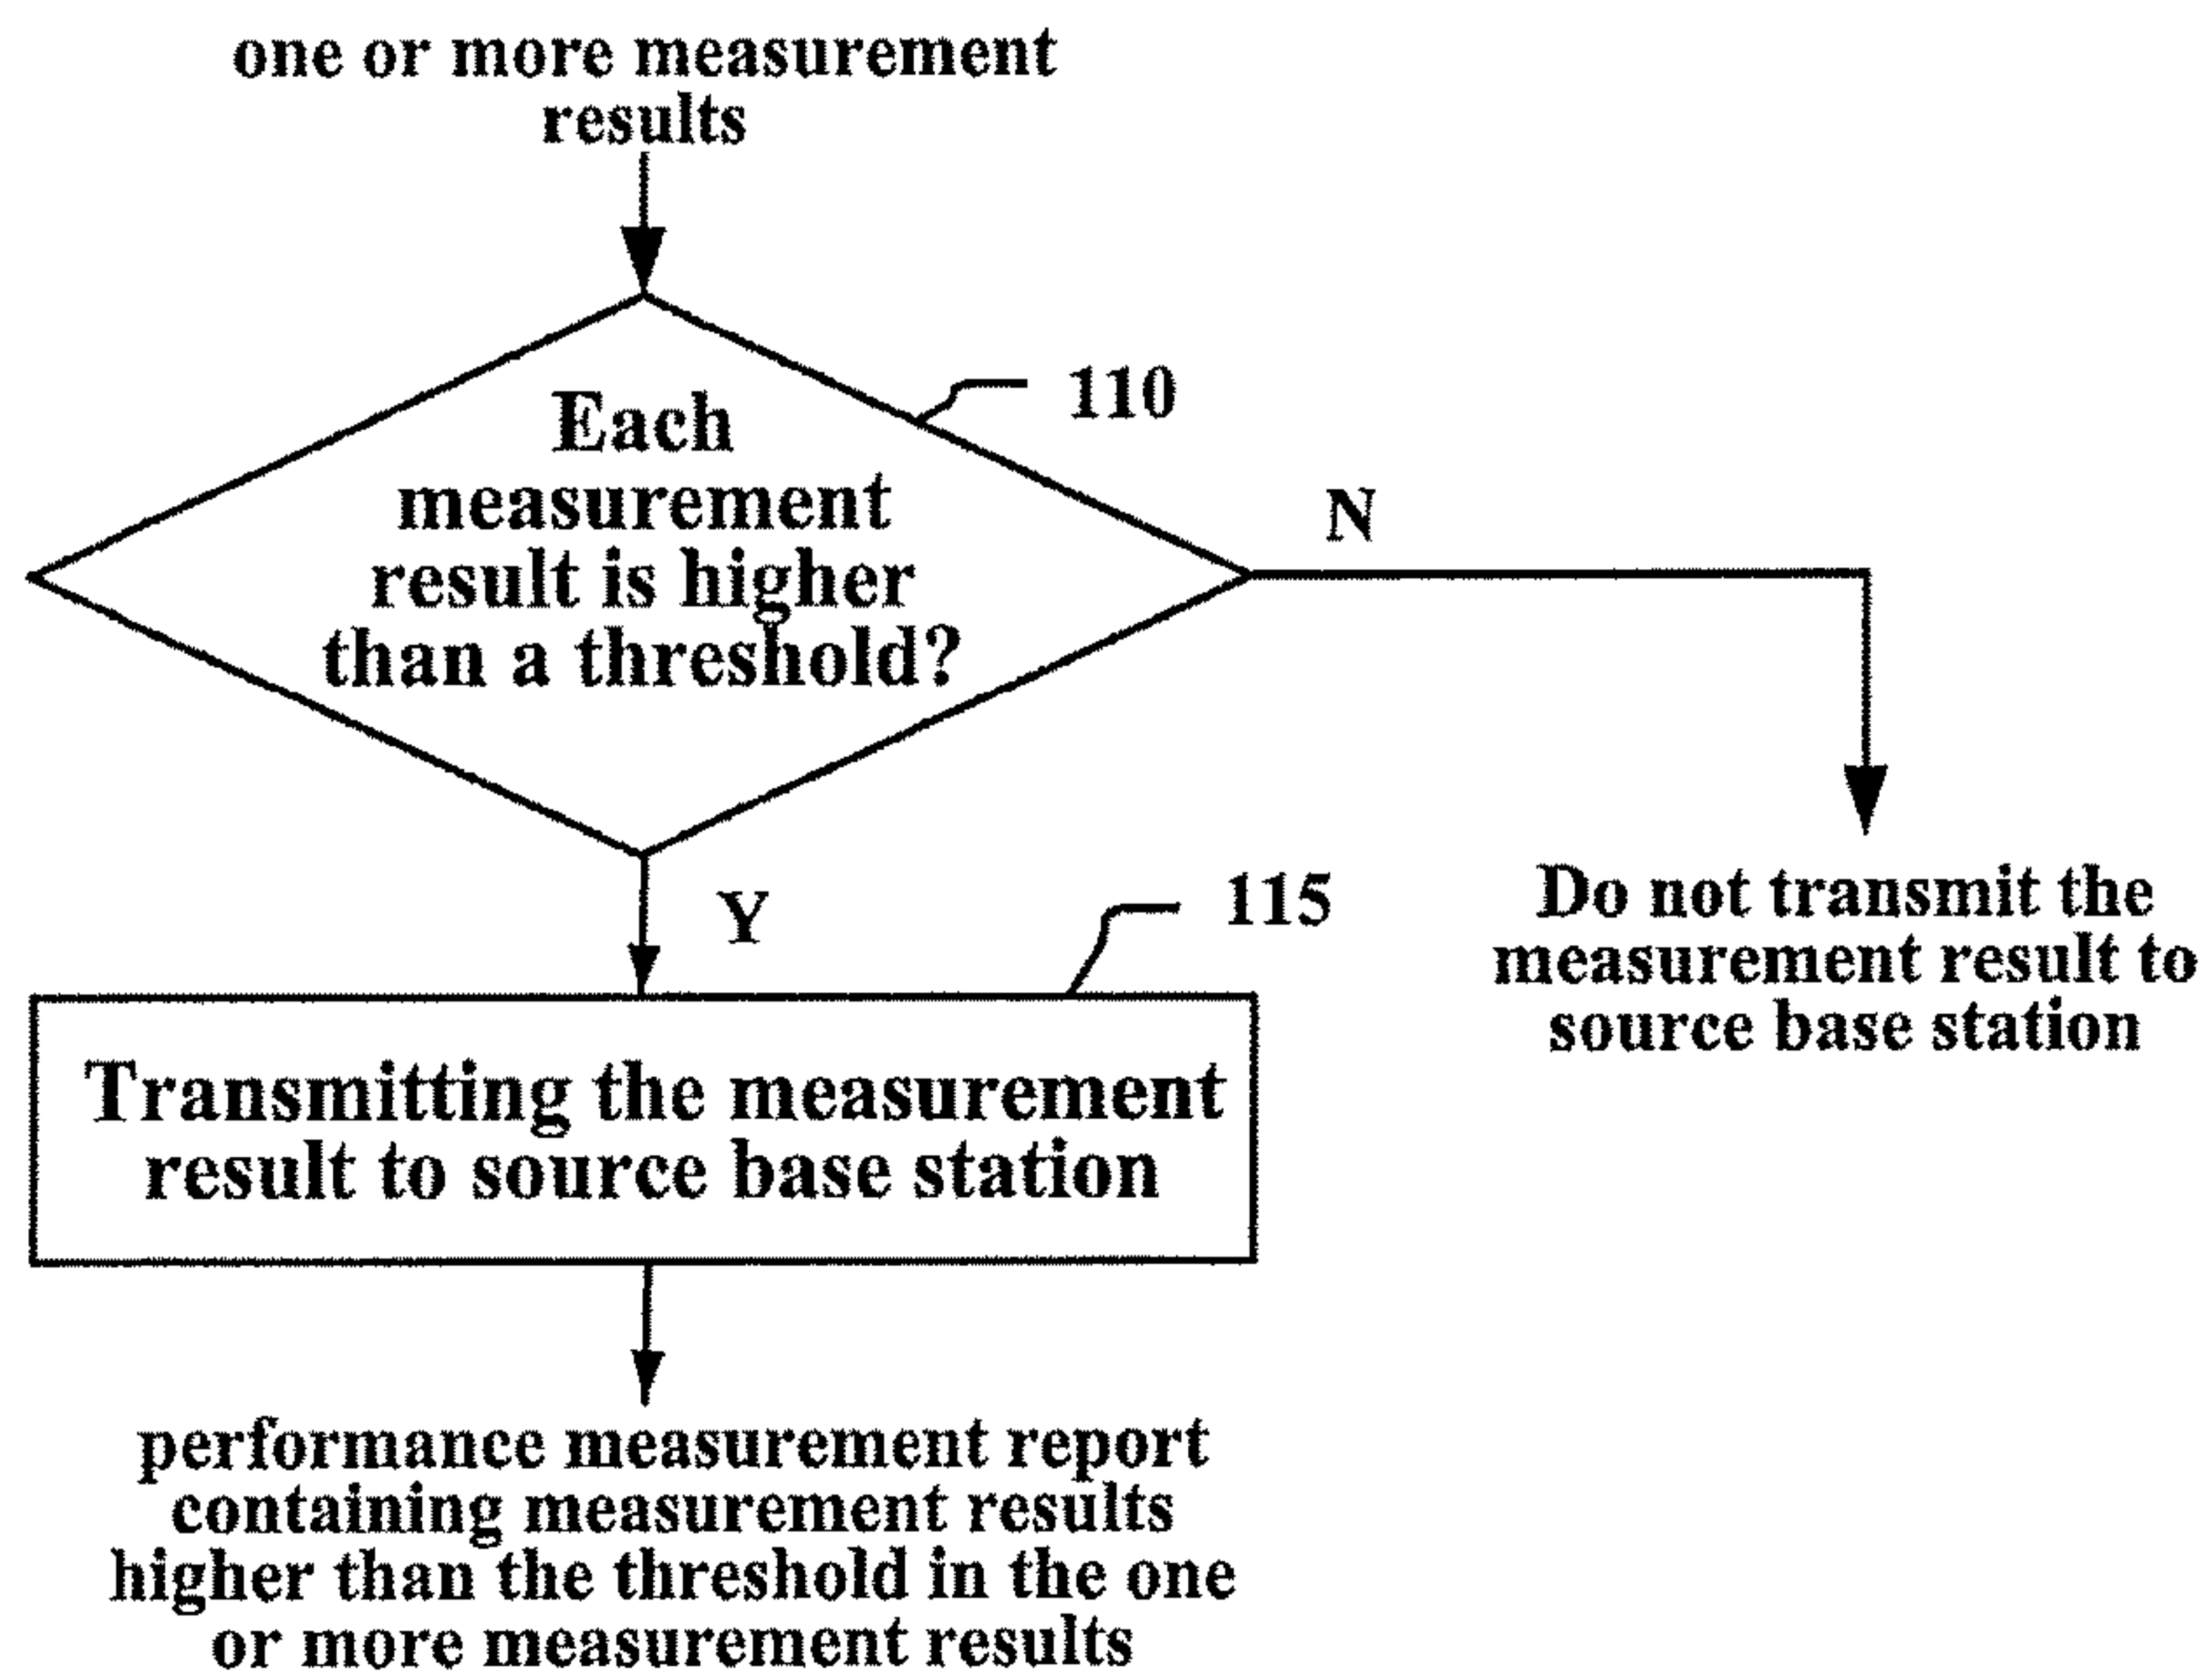 one or more measurement
results
110
Each
measurement
result is higher
than a threshold?
N
Y
115
Do not transmit the
measurement result to
source base station
Transmitting the measurement
result to source base station
performance measurement report
containing measurement results
higher than the threshold in the one
or more measurement results